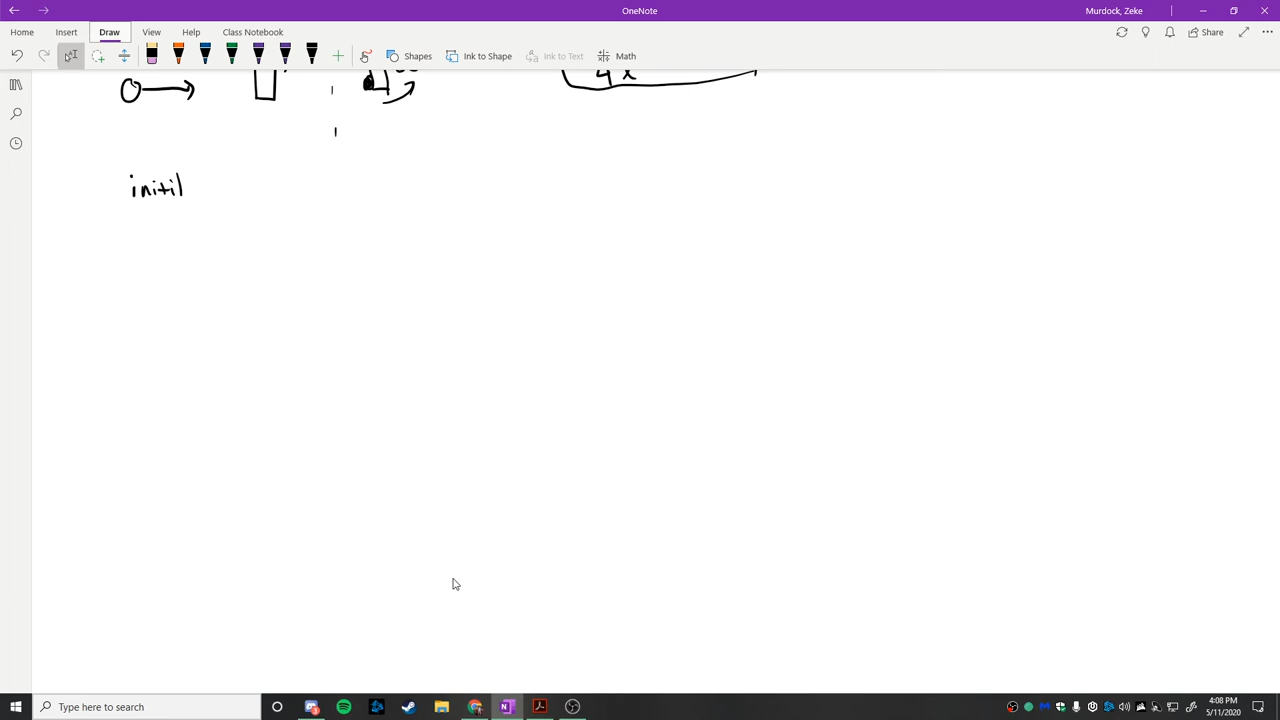 OneNote
Murdock, Zeke
Home Insert Draw View Help Class Notebook Share
Shapes Ink to Shape Ink to Text Math
4x
initil
Type here to search
4:08 PM
5/11/2020